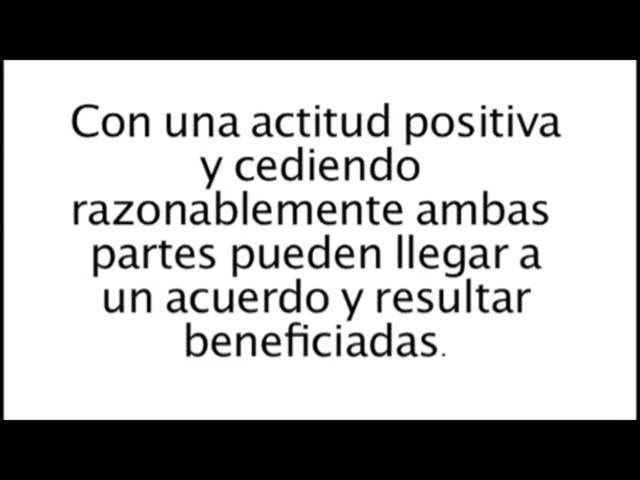 Con una actitud positiva
y cediendo
razonablemente ambas
partes pueden llegar a
un acuerdo y resultar
beneficiadas.